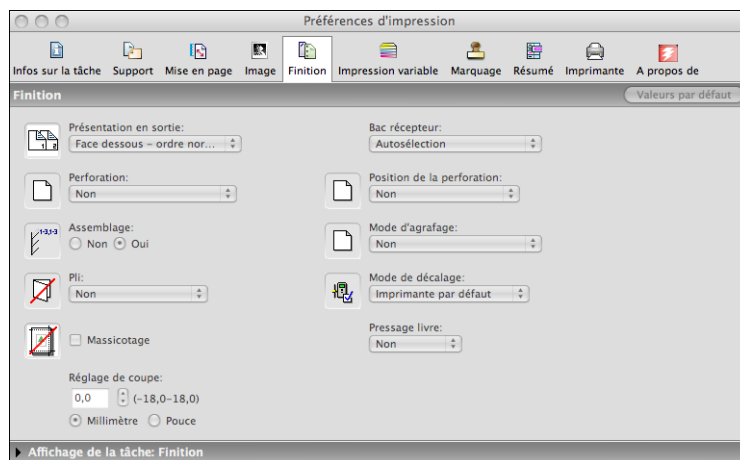 Préférences d'impression
Infos sur la tâche Support Mise en page Image Finition Impression variable Marquage Résumé Imprimante A propos de
Finition Valeurs par défaut
Présentation en sortie: Bac récepteur:
Face dessous – ordre nor... Autosélection
Perforation: Position de la perforation:
Non Non
Assemblage: Mode d'agrafage:
Non Oui Non
Pli: Mode de décalage:
Non Imprimante par défaut
Massicotage Pressage livre:
Non
Réglage de coupe:
0,0 (–18,0–18,0)
Millimètre Pouce
Affichage de la tâche: Finition